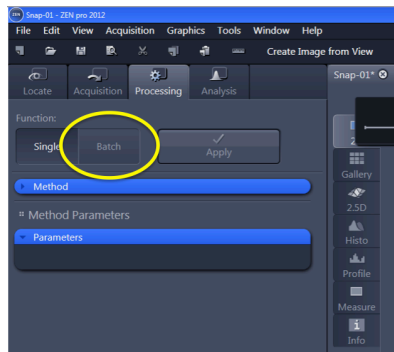 Snap-01 - ZEN pro 2012
File Edit View Acquisition Graphics Tools Window Help
Create Image from View
Locate Acquisition Processing Analysis
Snap-01*
Function:
Single Batch Apply
Method
Method Parameters
Parameters
Gallery
2.5D
Histo
Profile
Measure
Info